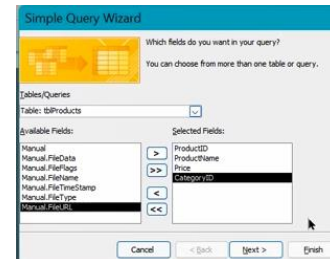 Simple Query Wizard
Which fields do you want in your query?
You can choose from more than one table or query.
Tables/Queries
Table: tblProducts
Available Fields:
Selected Fields:
Manual
Manual.FileData
Manual.FileFlags
Manual.FileName
Manual.FileTimeStamp
Manual.FileType
Manual.FileURL
>
>>
<
<<
ProductID
ProductName
Price
CategoryID
Cancel
< Back
Next >
Finish